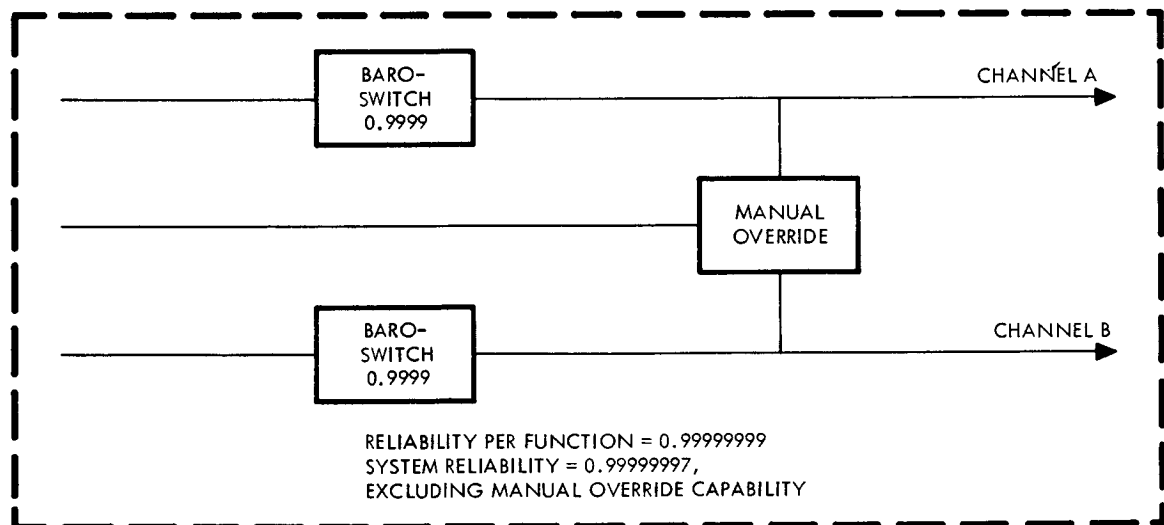 BARO-
SWITCH
0.9999
CHANNEL A
MANUAL
OVERRIDE
BARO-
SWITCH
0.9999
CHANNEL B
RELIABILITY PER FUNCTION = 0.99999999
SYSTEM RELIABILITY = 0.99999997,
EXCLUDING MANUAL OVERRIDE CAPABILITY